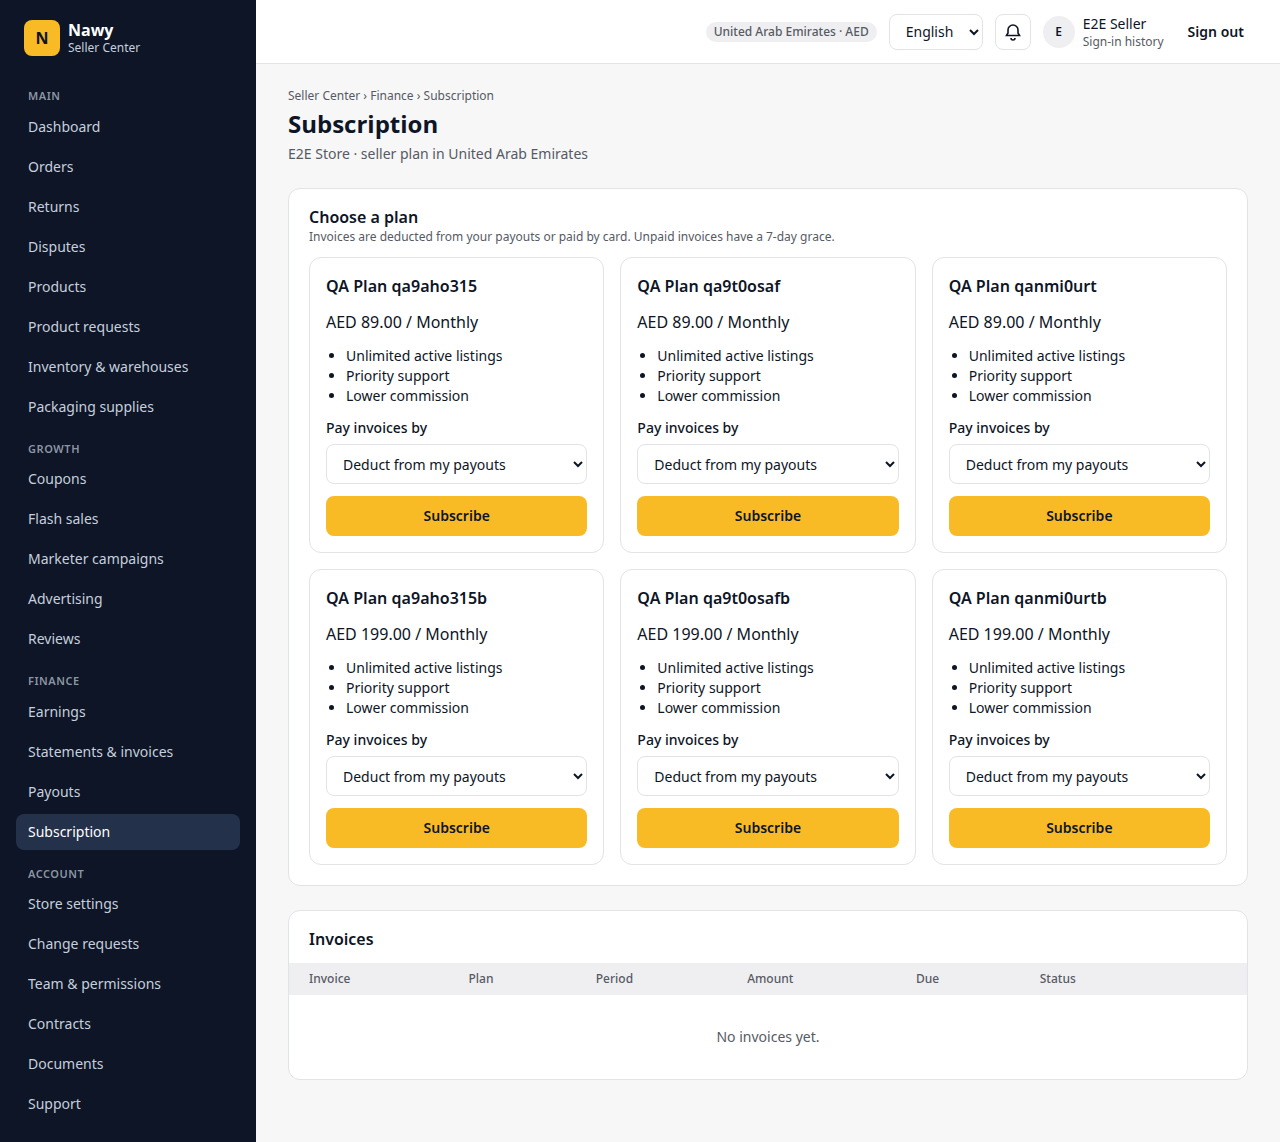 N
Nawy
Seller Center
MAIN
Dashboard
Orders
Returns
Disputes
Products
Product requests
Inventory & warehouses
Packaging supplies
GROWTH
Coupons
Flash sales
Marketer campaigns
Advertising
Reviews
FINANCE
Earnings
Statements & invoices
Payouts
Subscription
ACCOUNT
Store settings
Change requests
Team & permissions
Contracts
Documents
Support
United Arab Emirates · AED
English
E
E2E Seller
Sign-in history
Sign out
Seller Center › Finance › Subscription
Subscription
E2E Store · seller plan in United Arab Emirates
Choose a plan
Invoices are deducted from your payouts or paid by card. Unpaid invoices have a 7-day grace.
QA Plan qa9aho315
AED 89.00 / Monthly
Unlimited active listings
Priority support
Lower commission
Pay invoices by
Deduct from my payouts
Subscribe
QA Plan qa9t0osaf
AED 89.00 / Monthly
Unlimited active listings
Priority support
Lower commission
Pay invoices by
Deduct from my payouts
Subscribe
QA Plan qanmi0urt
AED 89.00 / Monthly
Unlimited active listings
Priority support
Lower commission
Pay invoices by
Deduct from my payouts
Subscribe
QA Plan qa9aho315b
AED 199.00 / Monthly
Unlimited active listings
Priority support
Lower commission
Pay invoices by
Deduct from my payouts
Subscribe
QA Plan qa9t0osafb
AED 199.00 / Monthly
Unlimited active listings
Priority support
Lower commission
Pay invoices by
Deduct from my payouts
Subscribe
QA Plan qanmi0urtb
AED 199.00 / Monthly
Unlimited active listings
Priority support
Lower commission
Pay invoices by
Deduct from my payouts
Subscribe
Invoices
Invoice Plan Period Amount Due Status
No invoices yet.